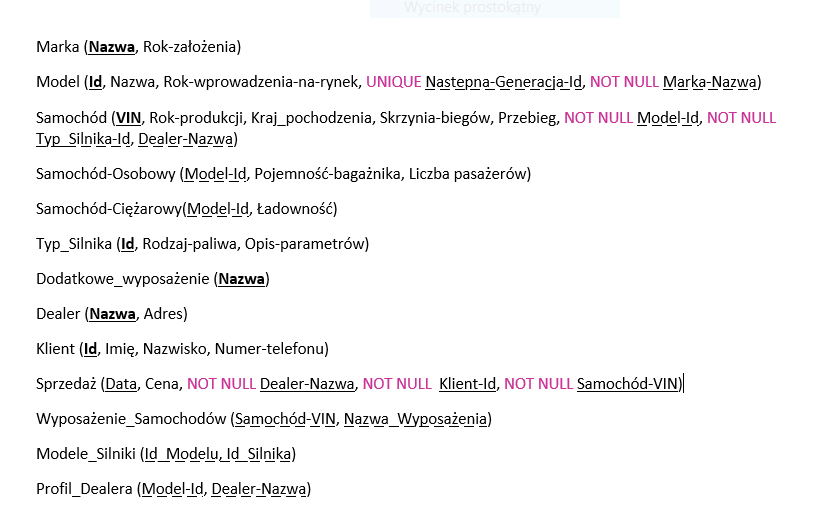 Wycinek prostokątny
Marka (Nazwa, Rok-założenia)
Model (Id, Nazwa, Rok-wprowadzenia-na-rynek, UNIQUE Nastepna-Generacja-Id, NOT NULL Marka-Nazwa)
Samochód (VIN, Rok-produkcji, Kraj_pochodzenia, Skrzynia-biegów, Przebieg, NOT NULL Model-Id, NOT NULL
Typ_Silnika-Id, Dealer-Nazwa)
Samochód-Osobowy (Model-Id, Pojemność-bagażnika, Liczba pasażerów)
Samochód-Ciężarowy(Model-Id, Ładowność)
Typ_Silnika (Id, Rodzaj-paliwa, Opis-parametrów)
Dodatkowe_wyposażenie (Nazwa)
Dealer (Nazwa, Adres)
Klient (Id, Imię, Nazwisko, Numer-telefonu)
Sprzedaż (Data, Cena, NOT NULL Dealer-Nazwa, NOT NULL Klient-Id, NOT NULL Samochód-VIN)
Wyposażenie_Samochodów (Samochód-VIN, Nazwa_Wyposażenia)
Modele_Silniki (Id_Modelu, Id_Silnika)
Profil_Dealera (Model-Id, Dealer-Nazwa)